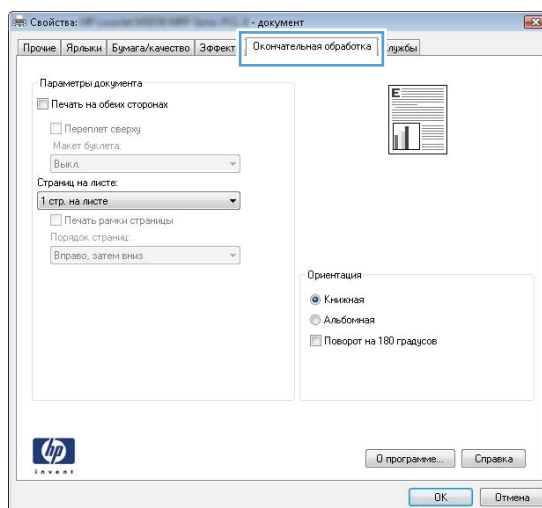 Свойства: - документ
Прочие Ярлыки Бумага/качество Эффект Окончательная обработка лужбы
Параметры документа
Печать на обеих сторонах
Переплет сверху
Макет буклета:
Выкл.
Страниц на листе:
1 стр. на листе
Печать рамки страницы
Порядок страниц:
Вправо, затем вниз
E
Ориентация
Книжная
Альбомная
Поворот на 180 градусов
hp
invent
О программе... Справка
OK Отмена